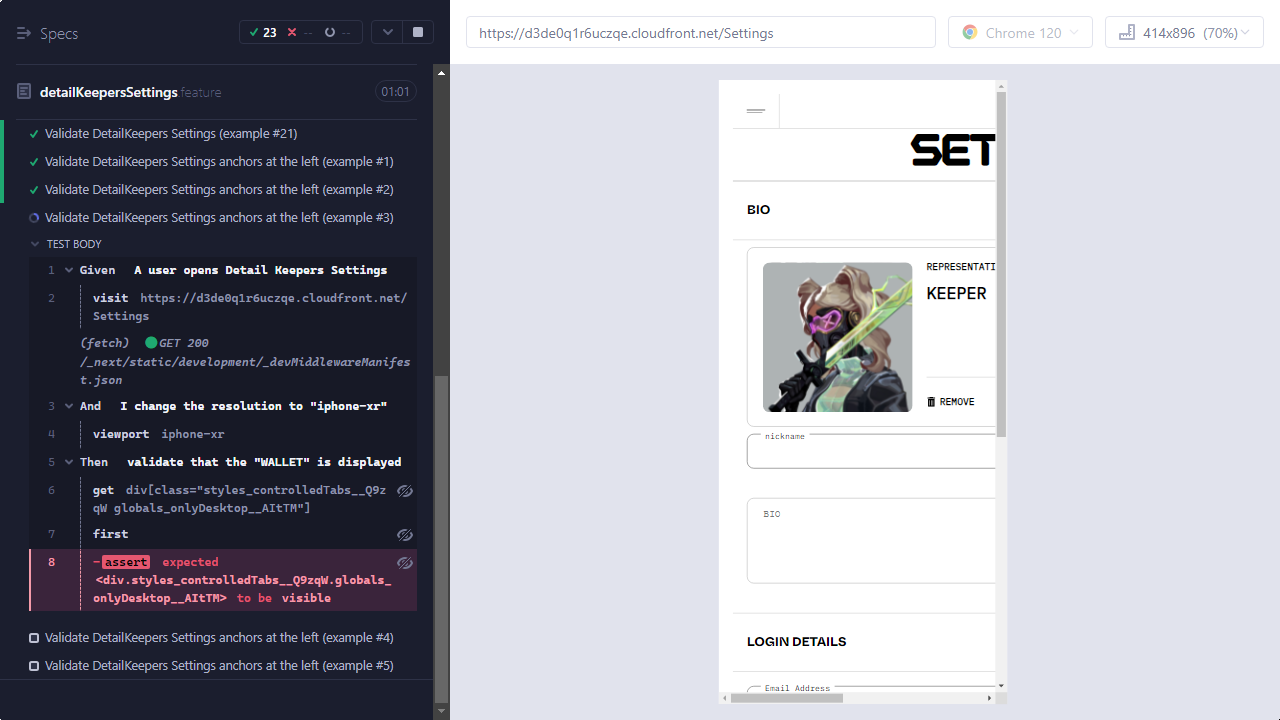 Specs
23
--
--
detailKeepersSettings feature
01:01
Validate DetailKeepers Settings (example #21)
Validate DetailKeepers Settings anchors at the left (example #1)
Validate DetailKeepers Settings anchors at the left (example #2)
Validate DetailKeepers Settings anchors at the left (example #3)
TEST BODY
1 Given A user opens Detail Keepers Settings
2 visit https://d3de0q1r6uczqe.cloudfront.net/
Settings
(fetch) GET 200
/_next/static/development/_devMiddlewareManifes
t.json
3 And I change the resolution to "iphone-xr"
4 viewport iphone-xr
5 Then validate that the "WALLET" is displayed
6 get div[class="styles_controlledTabs__Q9z
qW globals_onlyDesktop__AItTM"]
7 first
8 -assert expected
<div.styles_controlledTabs__Q9zqW.globals_
onlyDesktop__AItTM> to be visible
Validate DetailKeepers Settings anchors at the left (example #4)
Validate DetailKeepers Settings anchors at the left (example #5)
https://d3de0q1r6uczqe.cloudfront.net/Settings
Chrome 120
414x896 (70%)
SET
BIO
REPRESENTATI
KEEPER
REMOVE
nickname
BIO
LOGIN DETAILS
Email Address